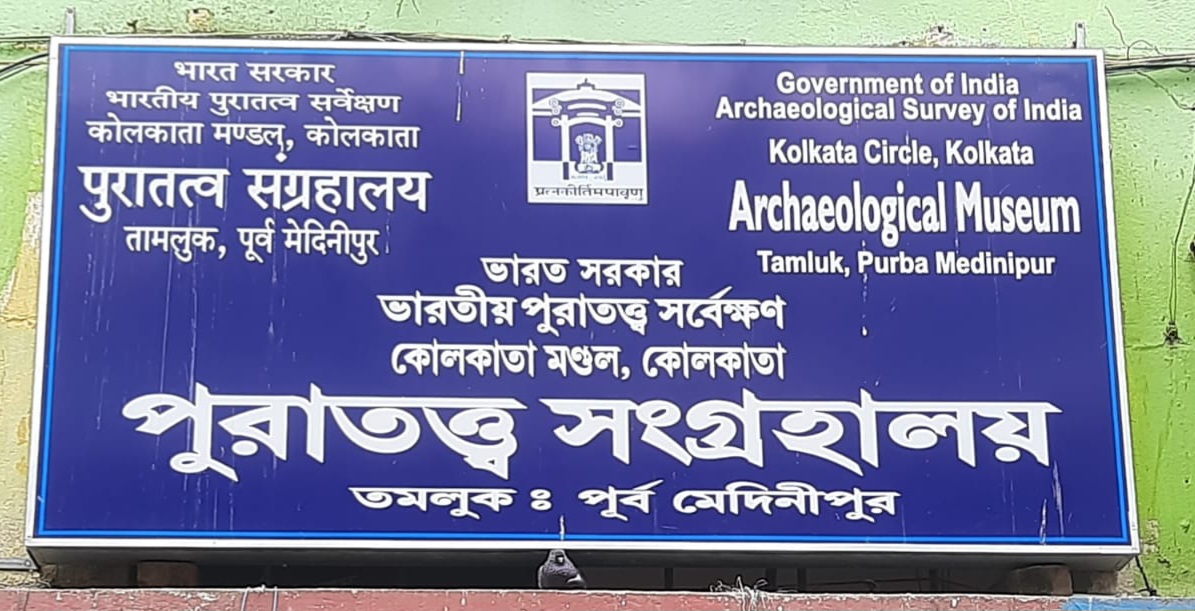 भारत सरकार
भारतीय पुरातत्व सर्वेक्षण
कोलकाता मण्डल, कोलकाता
पुरातत्व संग्रहालय
तामलुक, पूर्व मेदिनीपुर
प्रत्नकीर्तिमपावृणु
Government of India
Archaeological Survey of India
Kolkata Circle, Kolkata
Archaeological Museum
Tamluk, Purba Medinipur
ভারত সরকার
ভারতীয় পুরাতত্ত্ব সর্বেক্ষণ
কোলকাতা মণ্ডল, কোলকাতা
পুরাতত্ত্ব সংগ্রহালয়
তমলুক ঃ পূর্ব মেদিনীপুর